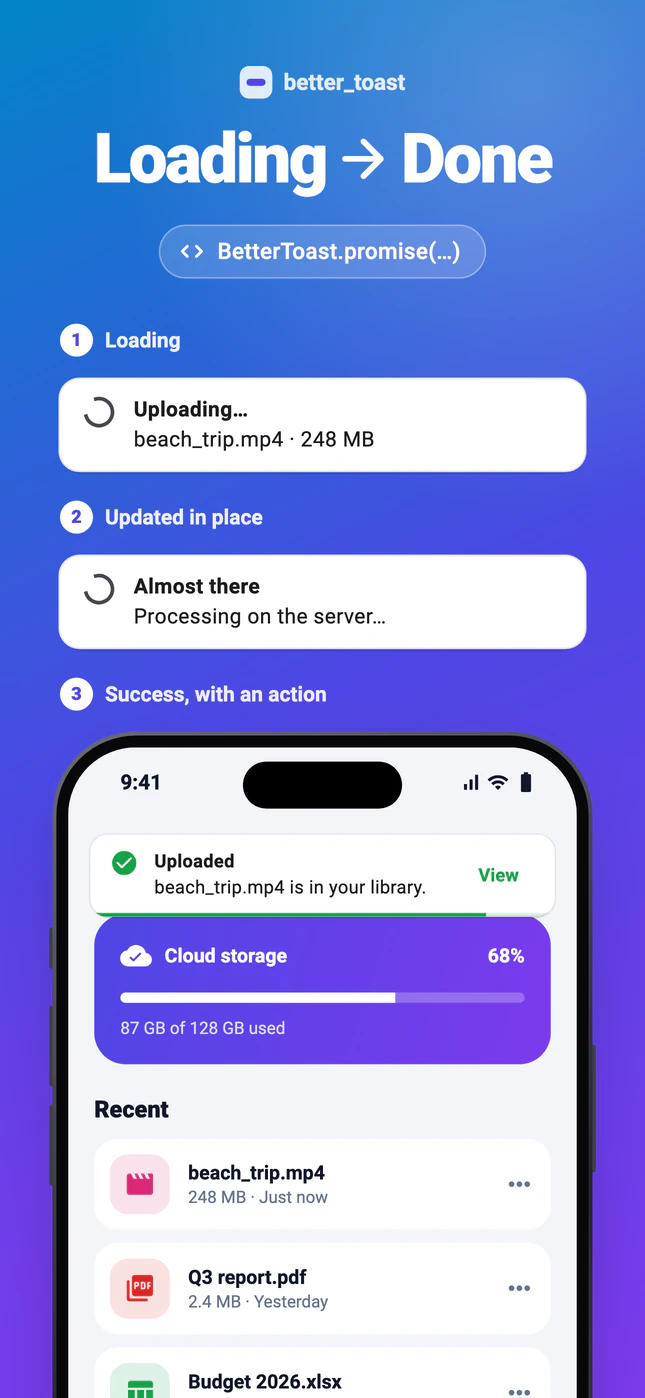 better_toast
Loading → Done
<> BetterToast.promise(…)
1 Loading
Uploading…
beach_trip.mp4 · 248 MB
2 Updated in place
Almost there
Processing on the server…
3 Success, with an action
9:41
Uploaded
beach_trip.mp4 is in your library.
View
Cloud storage 68%
87 GB of 128 GB used
Recent
beach_trip.mp4
248 MB · Just now
PDF
Q3 report.pdf
2.4 MB · Yesterday
Budget 2026.xlsx